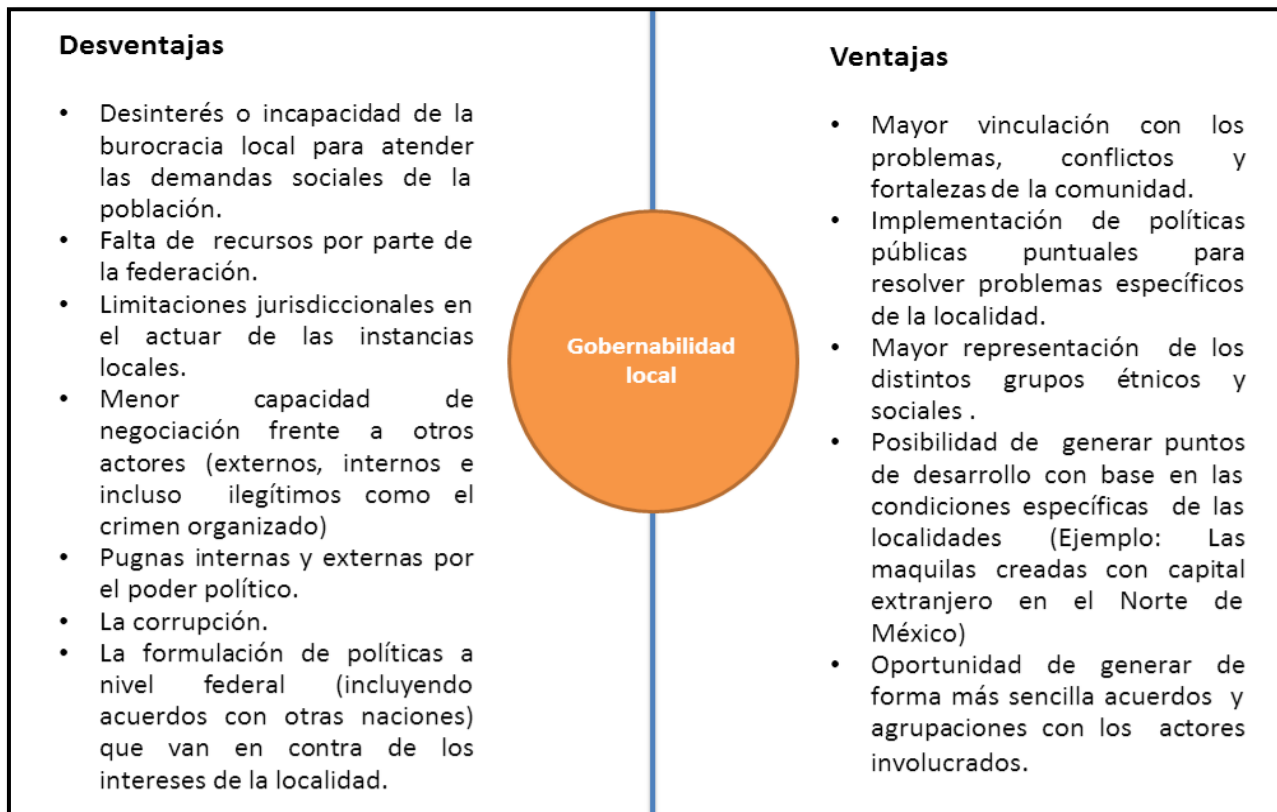 Desventajas
• Desinterés o incapacidad de la
burocracia local para atender
las demandas sociales de la
población.
• Falta de recursos por parte de
la federación.
• Limitaciones jurisdiccionales en
el actuar de las instancias
locales.
• Menor capacidad de
negociación frente a otros
actores (externos, internos e
incluso ilegítimos como el
crimen organizado)
• Pugnas internas y externas por
el poder político.
• La corrupción.
• La formulación de políticas a
nivel federal (incluyendo
acuerdos con otras naciones)
que van en contra de los
intereses de la localidad.
Gobernabilidad
local
Ventajas
• Mayor vinculación con los
problemas, conflictos y
fortalezas de la comunidad.
• Implementación de políticas
públicas puntuales para
resolver problemas específicos
de la localidad.
• Mayor representación de los
distintos grupos étnicos y
sociales .
• Posibilidad de generar puntos
de desarrollo con base en las
condiciones específicas de las
localidades (Ejemplo: Las
maquilas creadas con capital
extranjero en el Norte de
México)
• Oportunidad de generar de
forma más sencilla acuerdos y
agrupaciones con los actores
involucrados.